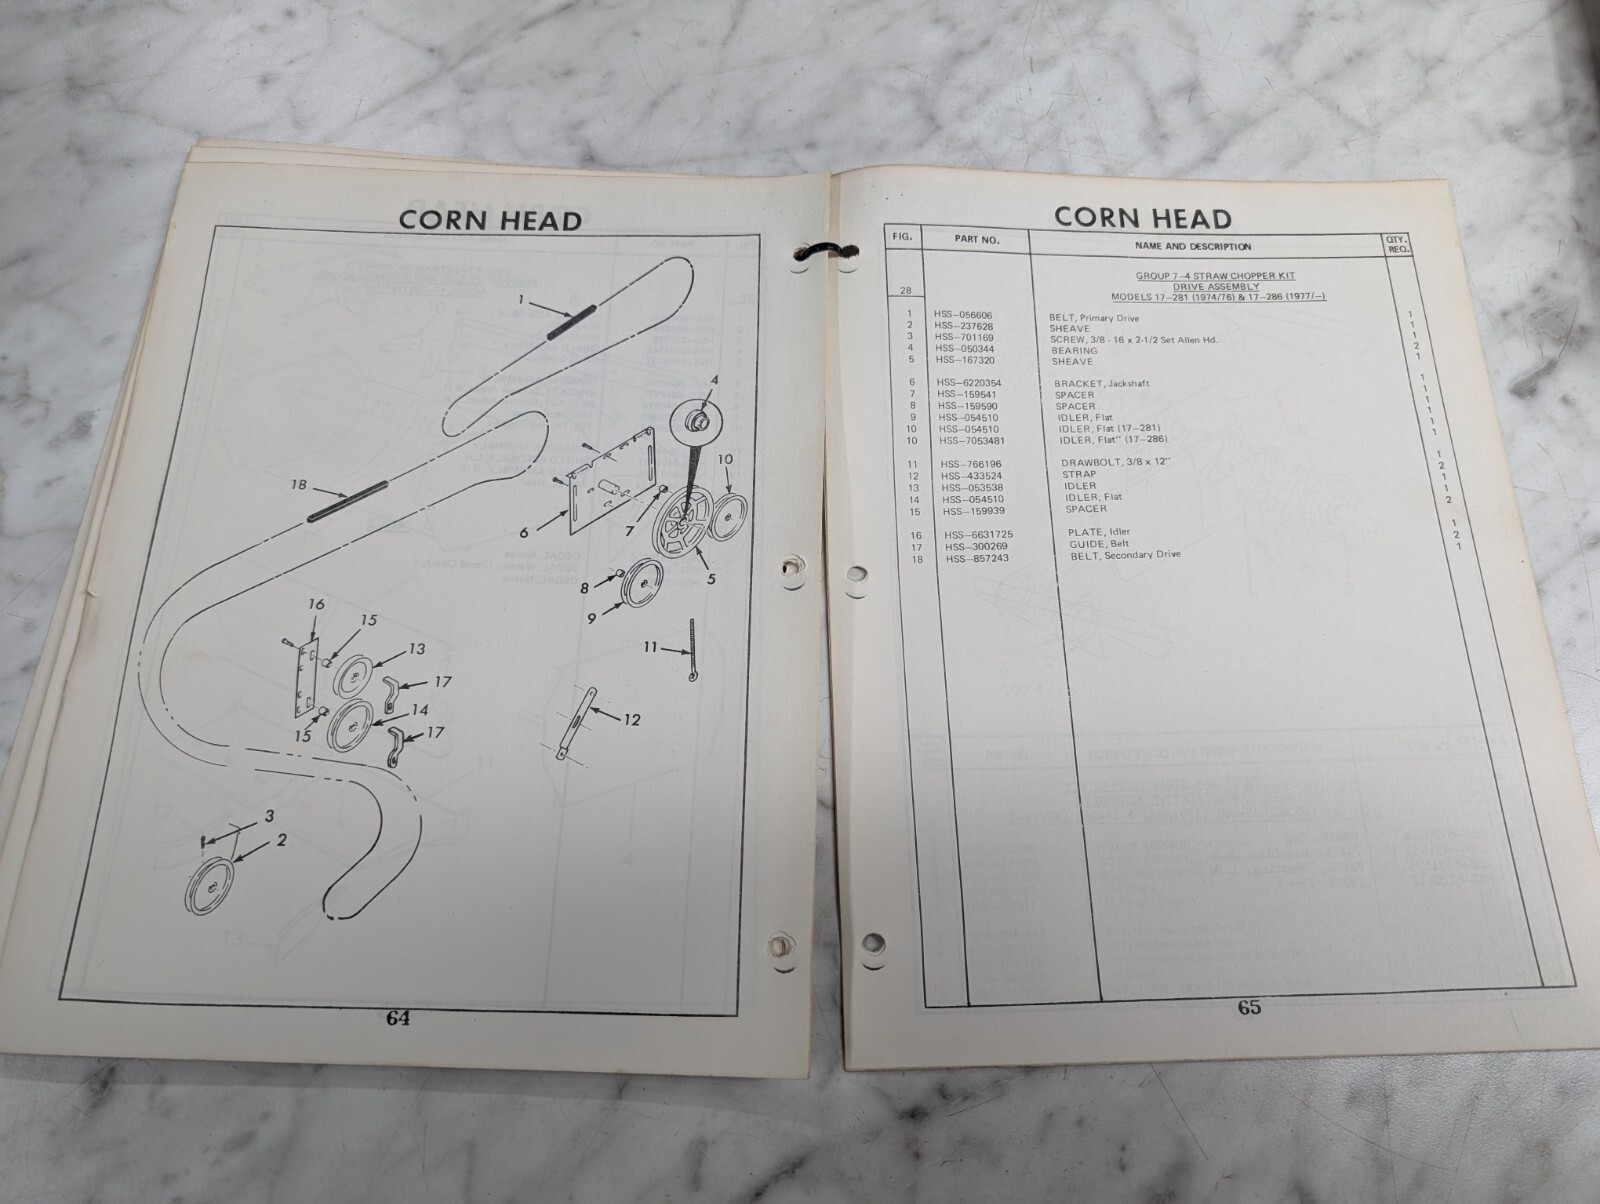 CORN HEAD
1
4
10
18
6
7
5
8
9
16
15
13
11
17
14
12
15
17
3
2
64
CORN HEAD
FIG. PART NO. NAME AND DESCRIPTION QTY. REQ.
GROUP 7-4 STRAW CHOPPER KIT
DRIVE ASSEMBLY
28 MODELS 17-281 (1974/76) & 17-286 (1977/-)
1 HSS-056606 BELT, Primary Drive 1
2 HSS-237628 SHEAVE 1
3 HSS-701169 SCREW, 3/8 - 16 x 2-1/2 Set Allen Hd. 1
4 HSS-050344 BEARING 2
5 HSS-167320 SHEAVE 1
6 HSS-6220354 BRACKET, Jackshaft 1
7 HSS-159541 SPACER 1
8 HSS-159590 SPACER 1
9 HSS-054510 IDLER, Flat 1
10 HSS-054510 IDLER, Flat (17-281) 1
10 HSS-7053481 IDLER, Flat" (17-286) 1
11 HSS-766196 DRAWBOLT, 3/8 x 12" 1
12 HSS-433524 STRAP 2
13 HSS-053538 IDLER 1
14 HSS-054510 IDLER, Flat 1
15 HSS-159939 SPACER 2
16 HSS-6631725 PLATE, Idler 1
17 HSS-300269 GUIDE, Belt 2
18 HSS-857243 BELT, Secondary Drive 1
65